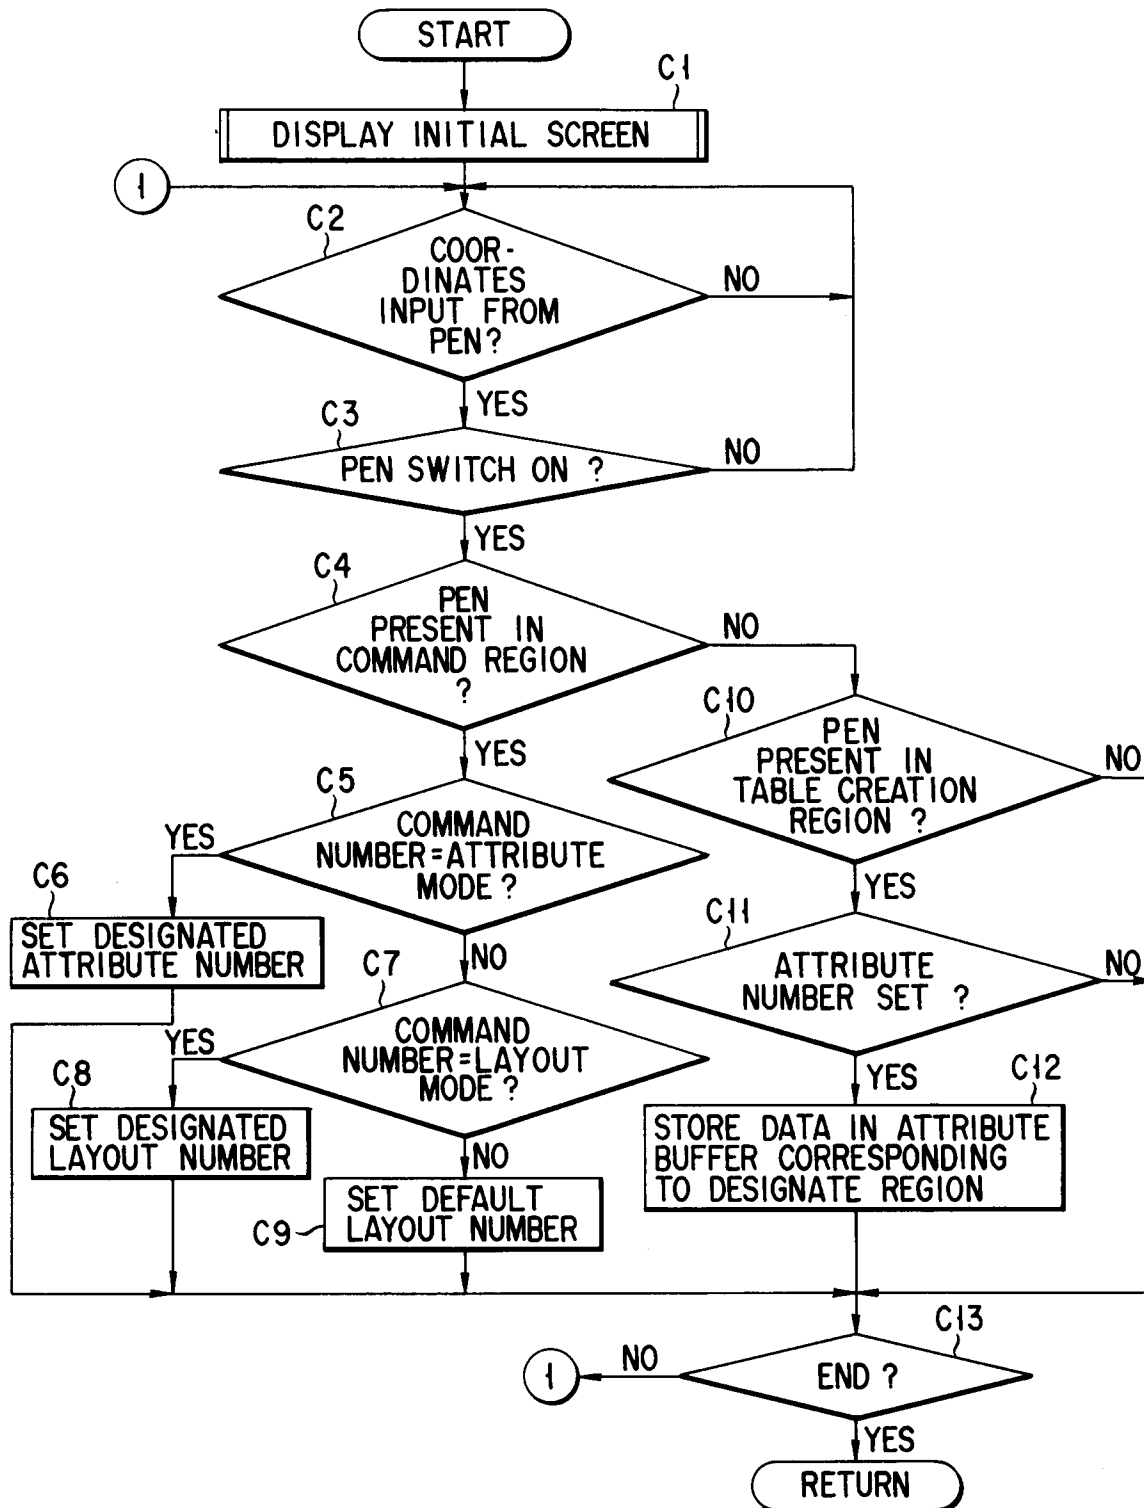 START
C1
DISPLAY INITIAL SCREEN
1
C2
COOR-
DINATES
INPUT FROM
PEN?
NO
YES
C3
PEN SWITCH ON ?
NO
YES
C4
PEN
PRESENT IN
COMMAND REGION
?
NO
YES
C10
PEN
PRESENT IN
TABLE CREATION
REGION ?
NO
YES
C5
COMMAND
NUMBER=ATTRIBUTE
MODE ?
YES
NO
C6
SET DESIGNATED
ATTRIBUTE NUMBER
C11
ATTRIBUTE
NUMBER SET ?
NO
YES
C7
COMMAND
NUMBER=LAYOUT
MODE ?
YES
NO
C8
SET DESIGNATED
LAYOUT NUMBER
C9
SET DEFAULT
LAYOUT NUMBER
C12
STORE DATA IN ATTRIBUTE
BUFFER CORRESPONDING
TO DESIGNATE REGION
C13
END ?
NO
1
YES
RETURN